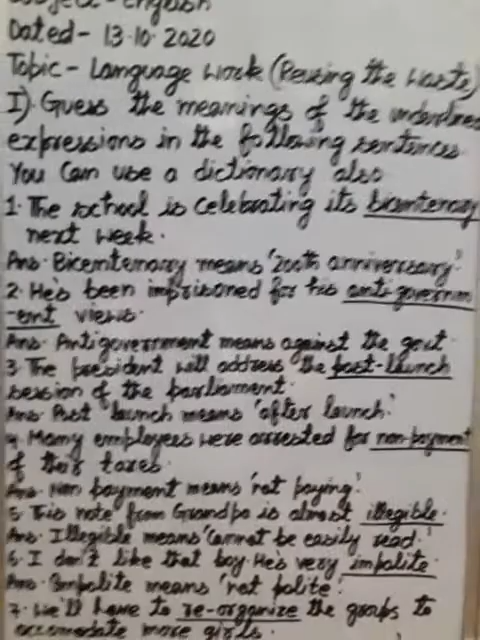 Subject - English
Dated - 13-10-2020
Topic - Language work (Reusing the waste)
I). Guess the meanings of the underlined
expressions in the following sentences.
You Can use a dictionary also
1. The school is celebrating its bicentenary
next week.
Ans. Bicentenary means '200th anniversary'.
2. He's been imprisoned for his anti governm
-ent views.
Ans. Antigovernment means against the govt.
3. The president will address the post-launch
session of the parliament.
Ans. Post launch means 'after launch.'
4. Many employees were arrested for non-payment
of their taxes.
Ans. Non payment means 'not paying'.
5. This note from Grandpa is almost illegible.
Ans. Illegible means 'Cannot be easily read.'
6. I don't like that boy. He's very impolite.
Ans. Impolite means 'not polite'.
7. We'll have to re-organize the groups to
accomodate more girls.